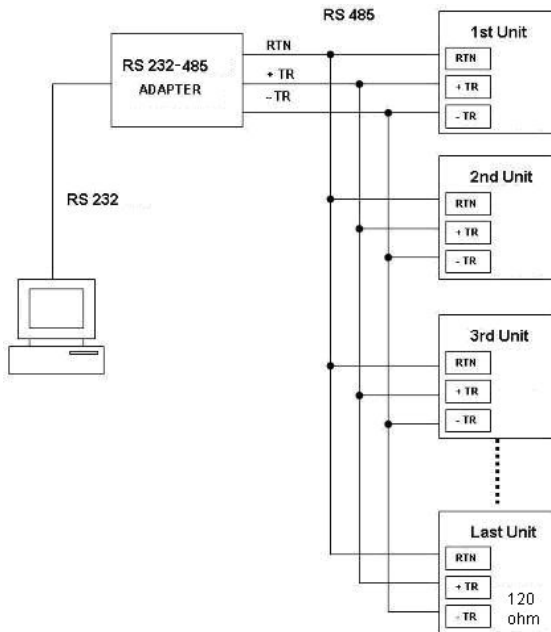 RS 485
1st Unit
RTN
+ TR
- TR
RS 232-485
ADAPTER
RTN
+ TR
- TR
RS 232
2nd Unit
RTN
+ TR
- TR
3rd Unit
RTN
+ TR
- TR
Last Unit
RTN
+ TR
- TR
120
ohm